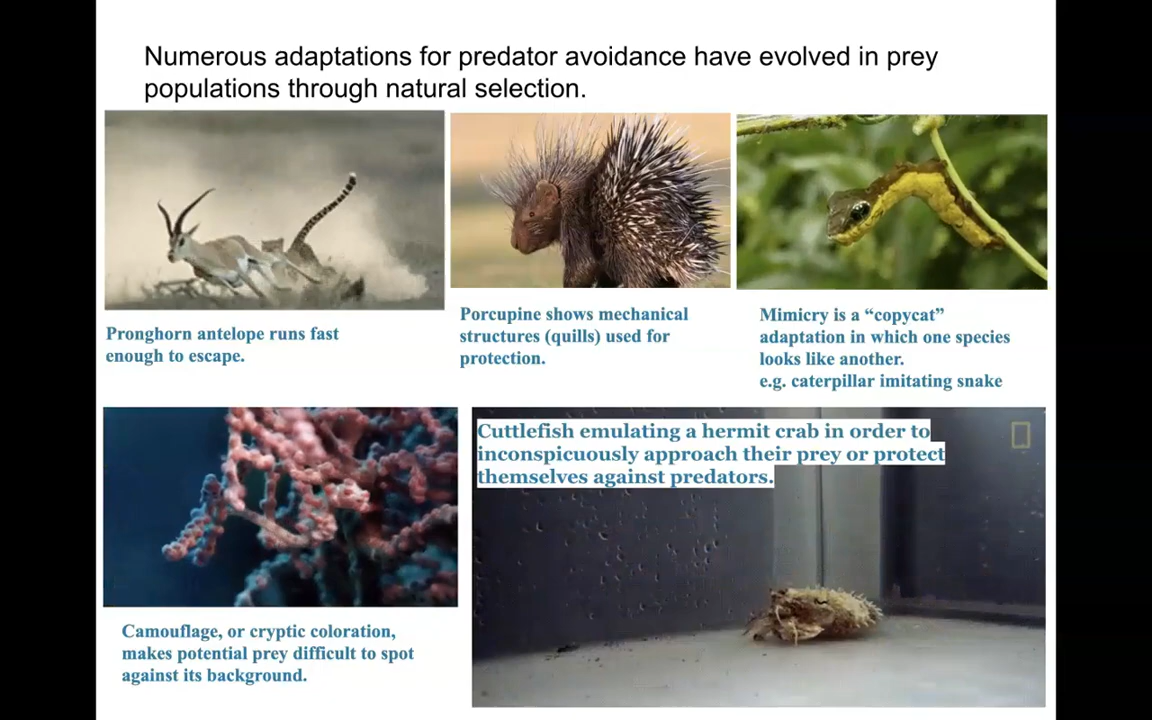 Numerous adaptations for predator avoidance have evolved in prey
populations through natural selection.
Pronghorn antelope runs fast
enough to escape.
Porcupine shows mechanical
structures (quills) used for
protection.
Mimicry is a “copycat”
adaptation in which one species
looks like another.
e.g. caterpillar imitating snake
Camouflage, or cryptic coloration,
makes potential prey difficult to spot
against its background.
Cuttlefish emulating a hermit crab in order to
inconspicuously approach their prey or protect
themselves against predators.